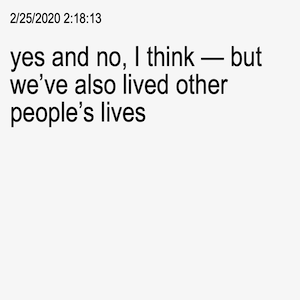 2/25/2020 2:18:13
yes and no, I think — but
we’ve also lived other
people’s lives